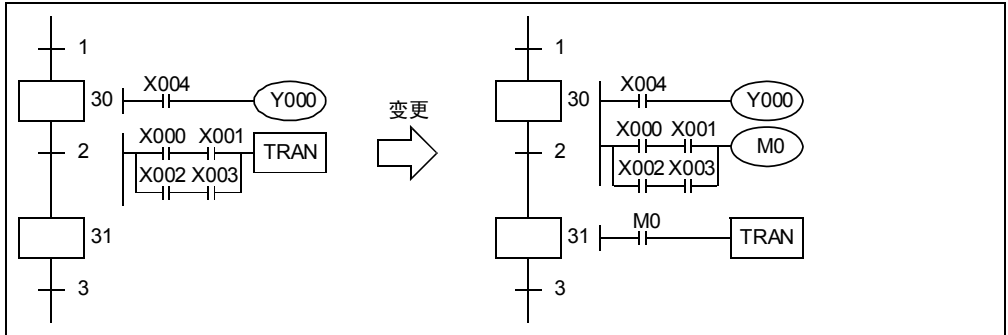 1
30 X004 Y000
2 X000 X001 TRAN
X002 X003
31
3
变更
1
30 X004 Y000
X000 X001 M0
2
X002 X003
31 M0 TRAN
3